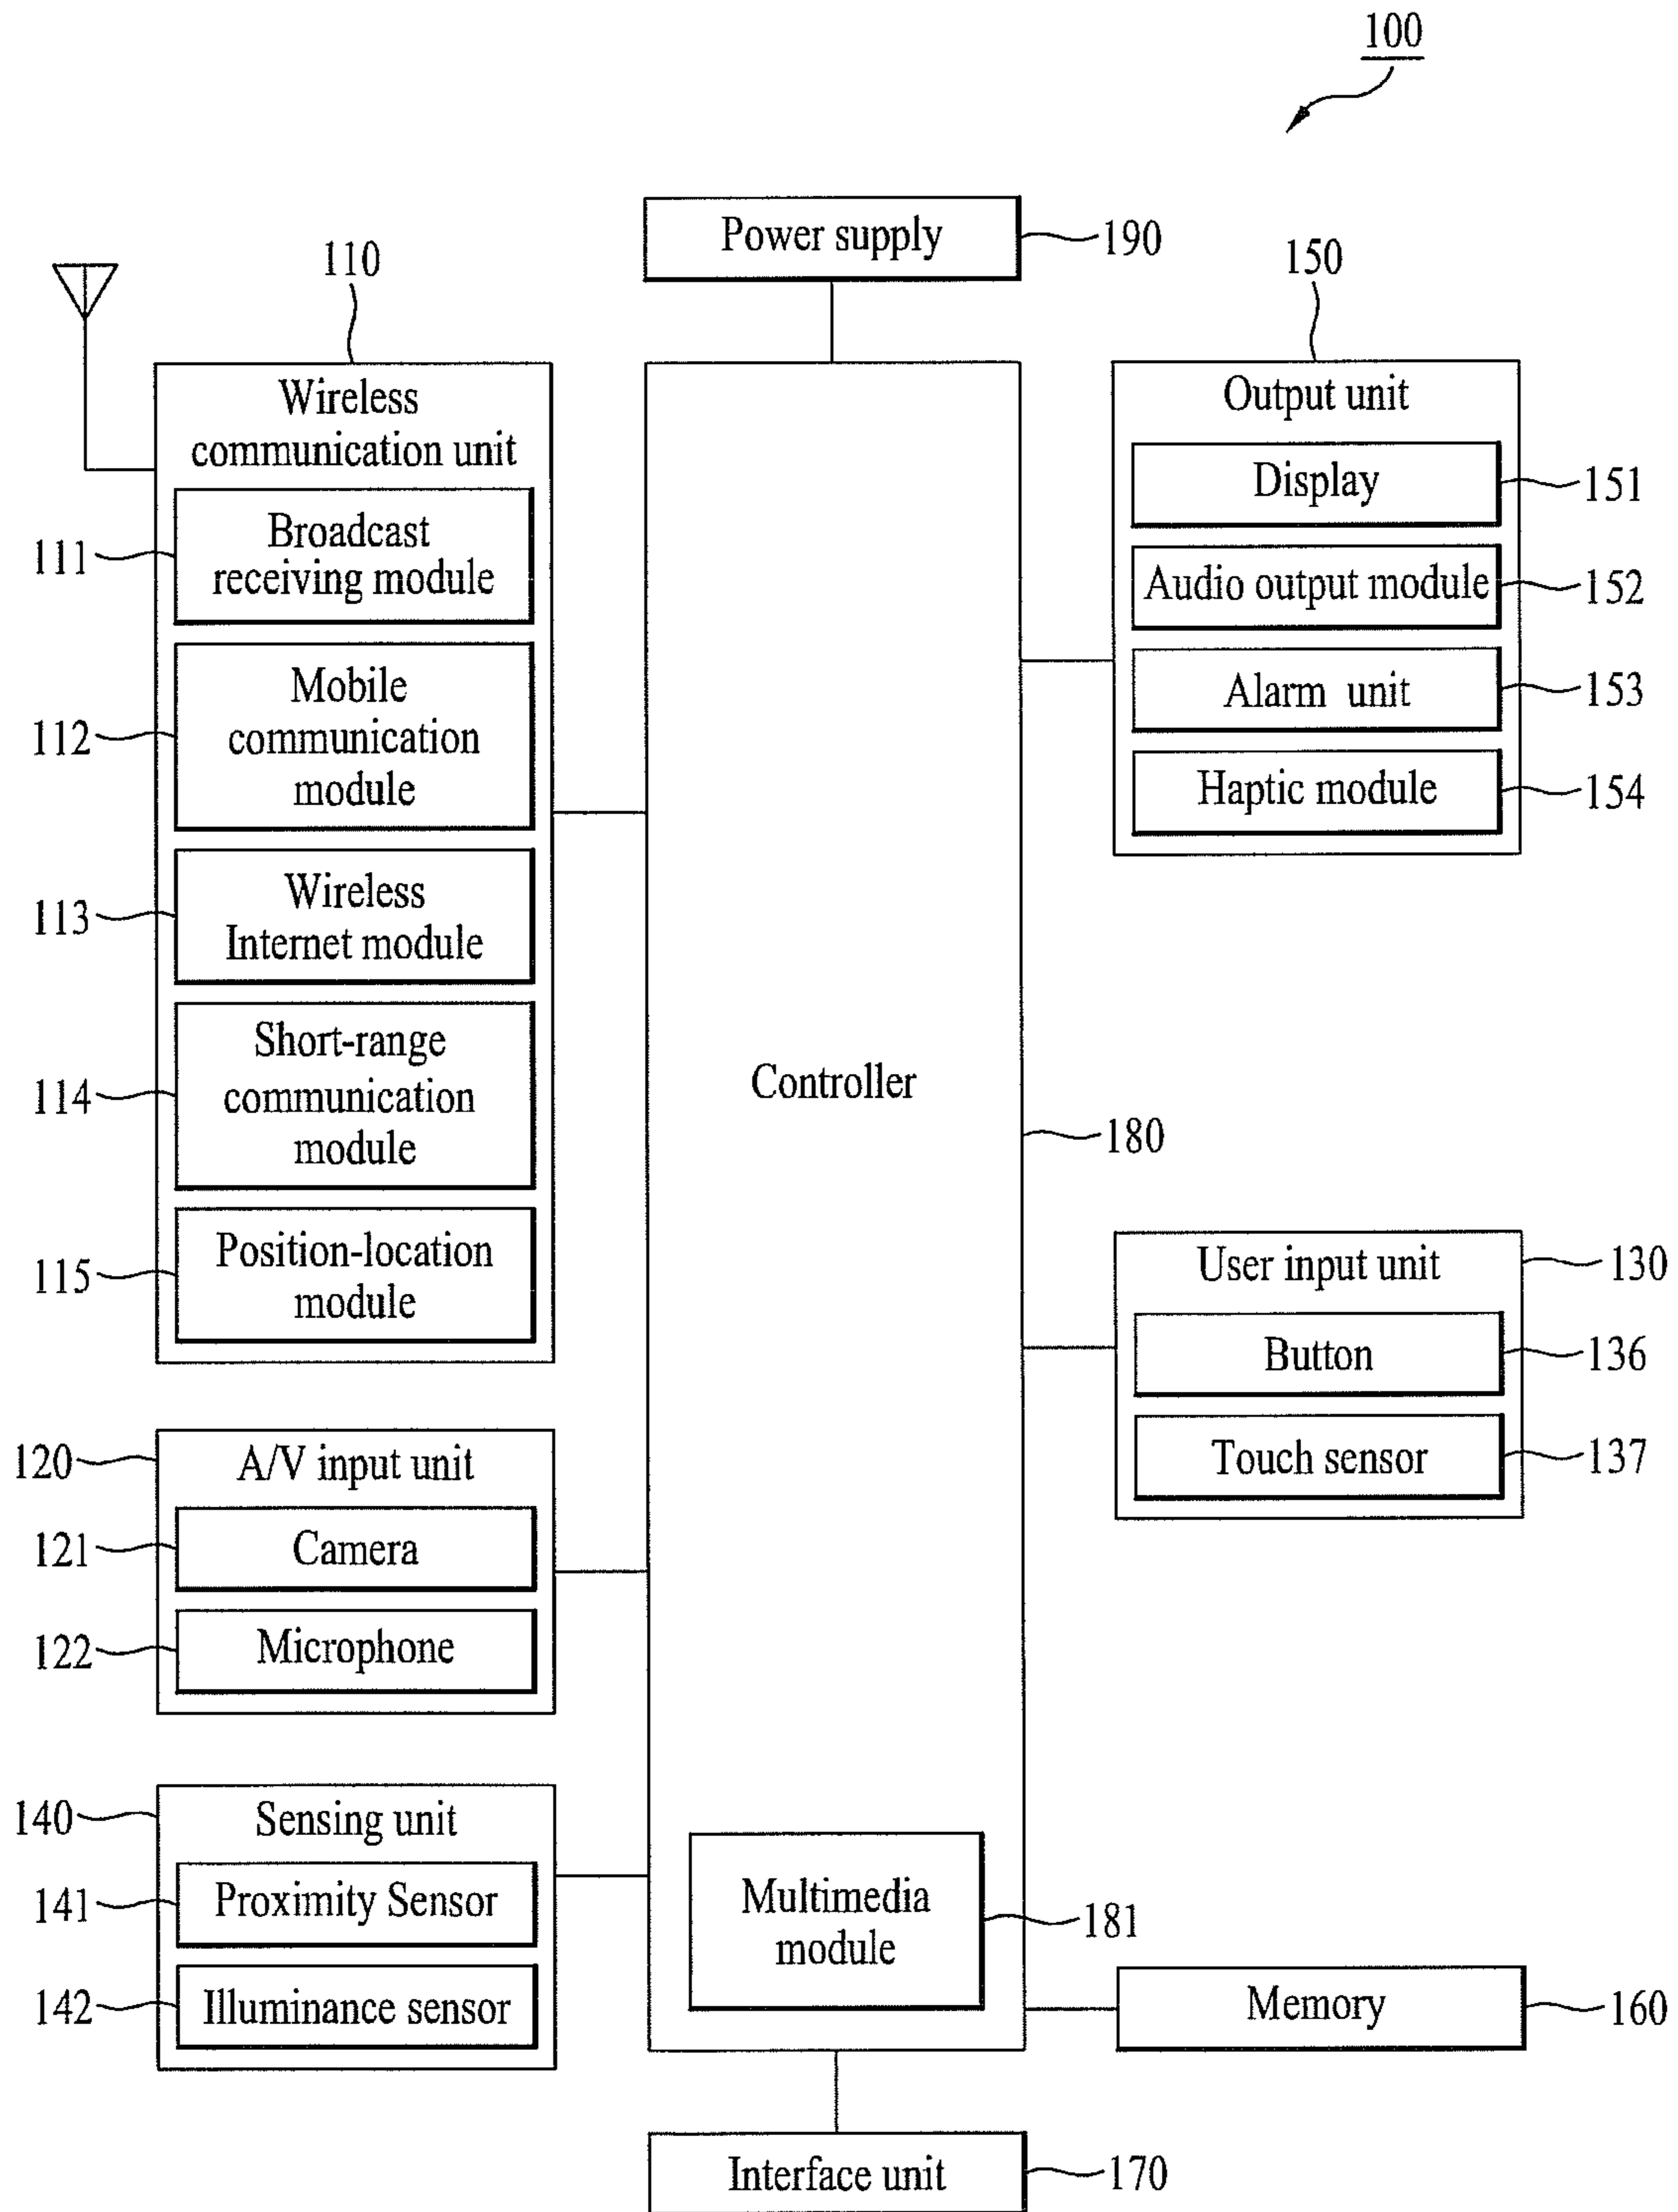 100
Power supply
190
110
Wireless
communication unit
111
Broadcast
receiving module
112
Mobile
communication
module
113
Wireless
Internet module
114
Short-range
communication
module
115
Position-location
module
120
A/V input unit
121
Camera
122
Microphone
140
Sensing unit
141
Proximity Sensor
142
Illuminance sensor
Controller
180
Multimedia
module
181
150
Output unit
Display
151
Audio output module
152
Alarm unit
153
Haptic module
154
User input unit
130
Button
136
Touch sensor
137
Memory
160
Interface unit
170